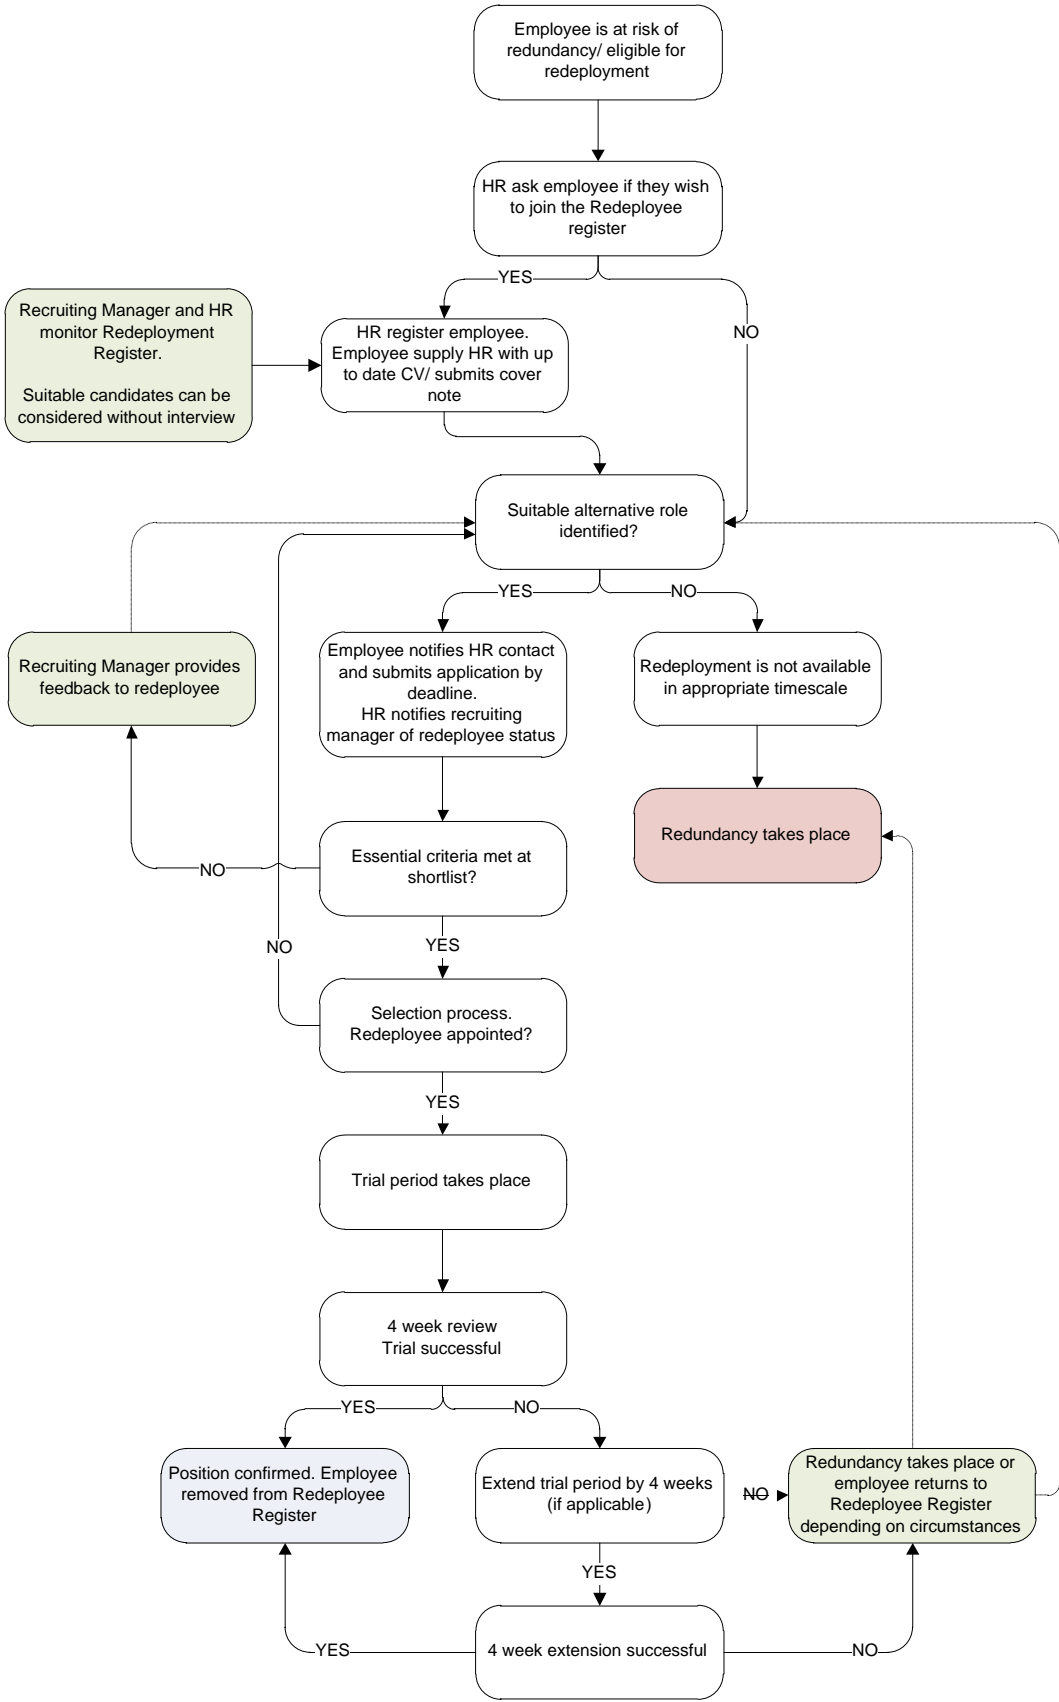 Employee is at risk of
redundancy/ eligible for
redeployment
HR ask employee if they wish
to join the Redeployee
register
YES
NO
Recruiting Manager and HR
monitor Redeployment
Register.
Suitable candidates can be
considered without interview
HR register employee.
Employee supply HR with up
to date CV/ submits cover
note
Suitable alternative role
identified?
YES
NO
Recruiting Manager provides
feedback to redeployee
Employee notifies HR contact
and submits application by
deadline.
HR notifies recruiting
manager of redeployee status
Redeployment is not available
in appropriate timescale
Redundancy takes place
Essential criteria met at
shortlist?
NO
YES
NO
Selection process.
Redeployee appointed?
YES
Trial period takes place
4 week review
Trial successful
YES
NO
Position confirmed. Employee
removed from Redeployee
Register
Extend trial period by 4 weeks
(if applicable)
NO
Redundancy takes place or
employee returns to
Redeployee Register
depending on circumstances
YES
4 week extension successful
YES
NO